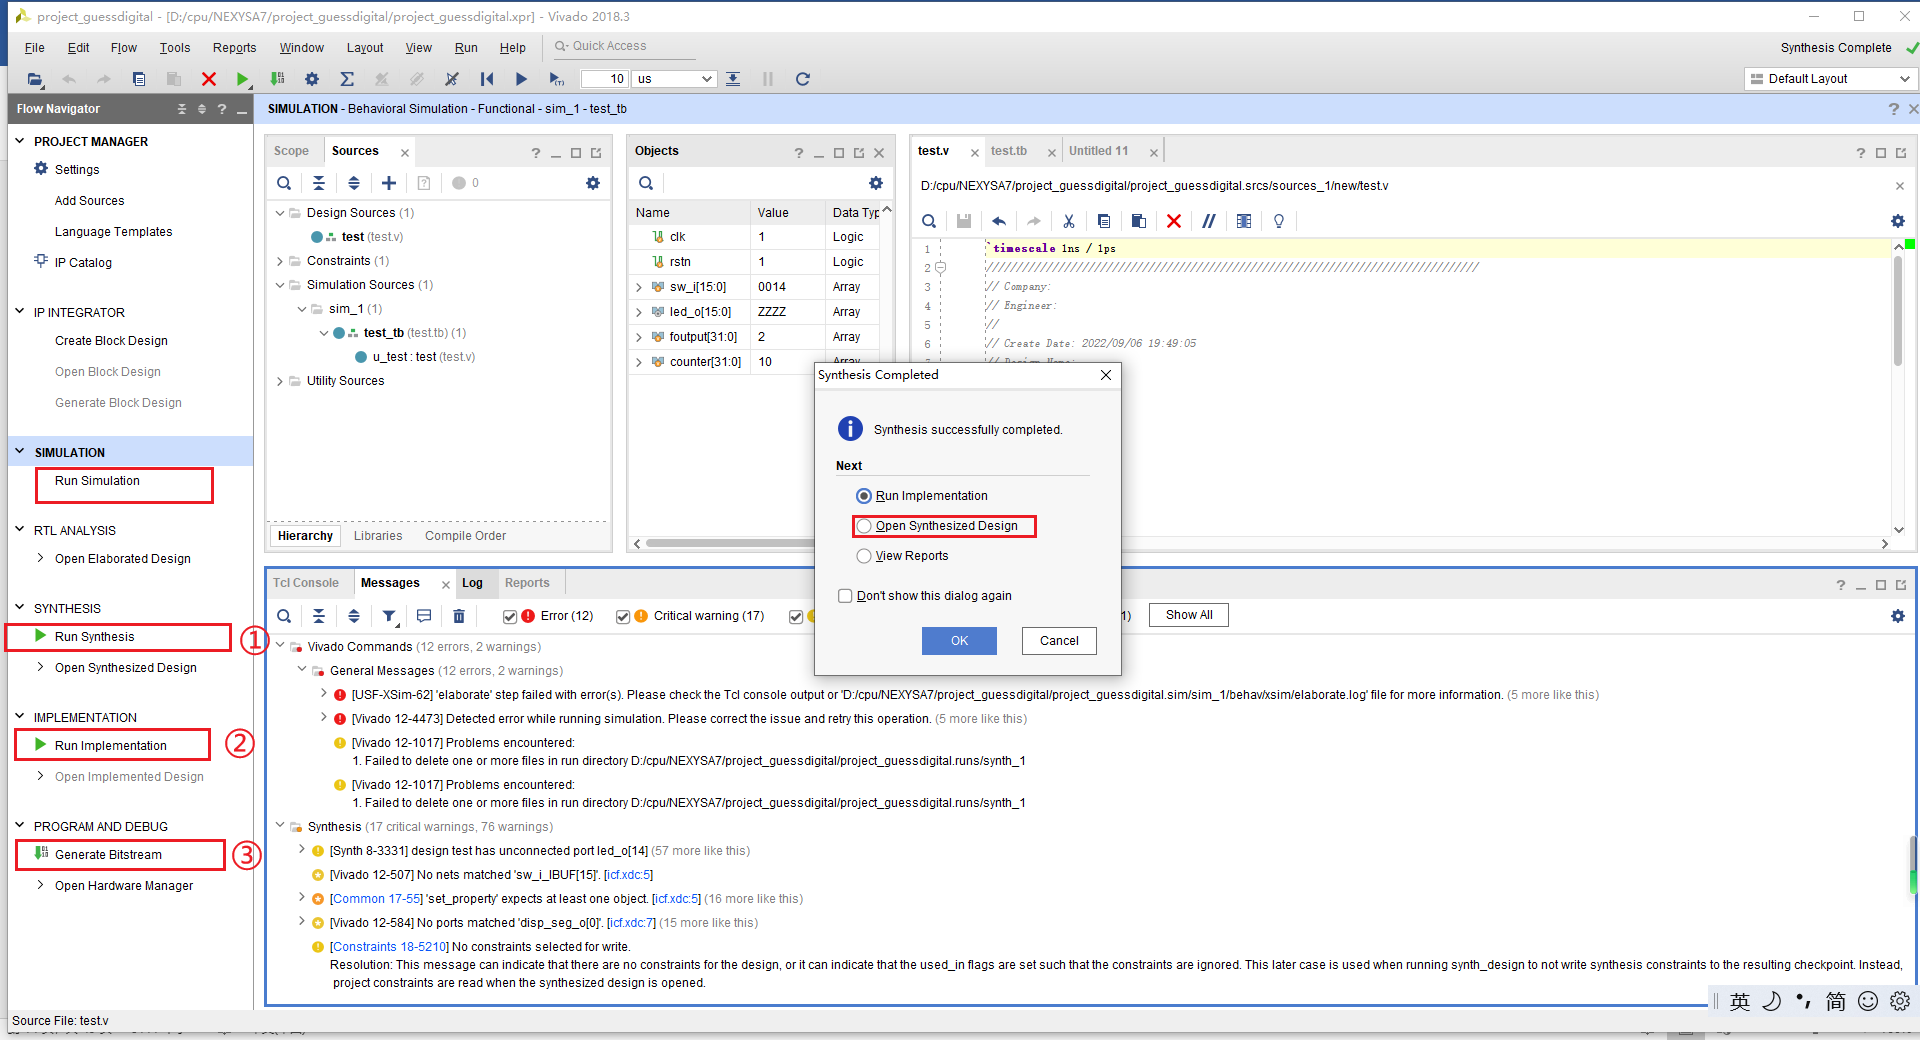 project_guessdigital - [D:/cpu/NEXYSA7/project_guessdigital/project_guessdigital.xpr] - Vivado 2018.3
File Edit Flow Tools Reports Window Layout View Run Help Quick Access
Synthesis Complete
10 us
Default Layout
Flow Navigator
SIMULATION - Behavioral Simulation - Functional - sim_1 - test_tb
PROJECT MANAGER
Settings
Add Sources
Language Templates
IP Catalog
IP INTEGRATOR
Create Block Design
Open Block Design
Generate Block Design
SIMULATION
Run Simulation
RTL ANALYSIS
Open Elaborated Design
SYNTHESIS
Run Synthesis
①
Open Synthesized Design
IMPLEMENTATION
Run Implementation
②
Open Implemented Design
PROGRAM AND DEBUG
Generate Bitstream
③
Open Hardware Manager
Scope Sources
0
Design Sources (1)
test (test.v)
Constraints (1)
Simulation Sources (1)
sim_1 (1)
test_tb (test.tb) (1)
u_test : test (test.v)
Utility Sources
Hierarchy Libraries Compile Order
Objects
Name Value Data Typ
clk 1 Logic
rstn 1 Logic
sw_i[15:0] 0014 Array
led_o[15:0] ZZZZ Array
foutput[31:0] 2 Array
counter[31:0] 10 Array
test.v test.tb Untitled 11
D:/cpu/NEXYSA7/project_guessdigital/project_guessdigital.srcs/sources_1/new/test.v
1 `timescale 1ns / 1ps
2 //////////////////////////////////////////////////////////////////////////////////
3 // Company:
4 // Engineer:
5 //
6 // Create Date: 2022/09/06 19:49:05
// Design Name:
Synthesis Completed
Synthesis successfully completed.
Next
Run Implementation
Open Synthesized Design
View Reports
Don't show this dialog again
OK Cancel
Tcl Console Messages Log Reports
Error (12) Critical warning (17) 1) Show All
Vivado Commands (12 errors, 2 warnings)
General Messages (12 errors, 2 warnings)
[USF-XSim-62] 'elaborate' step failed with error(s). Please check the Tcl console output or 'D:/cpu/NEXYSA7/project_guessdigital/project_guessdigital.sim/sim_1/behav/xsim/elaborate.log' file for more information. (5 more like this)
[Vivado 12-4473] Detected error while running simulation. Please correct the issue and retry this operation. (5 more like this)
[Vivado 12-1017] Problems encountered:
1. Failed to delete one or more files in run directory D:/cpu/NEXYSA7/project_guessdigital/project_guessdigital.runs/synth_1
[Vivado 12-1017] Problems encountered:
1. Failed to delete one or more files in run directory D:/cpu/NEXYSA7/project_guessdigital/project_guessdigital.runs/synth_1
Synthesis (17 critical warnings, 76 warnings)
[Synth 8-3331] design test has unconnected port led_o[14] (57 more like this)
[Vivado 12-507] No nets matched 'sw_i_IBUF[15]'. [icf.xdc:5]
[Common 17-55] 'set_property' expects at least one object. [icf.xdc:5] (16 more like this)
[Vivado 12-584] No ports matched 'disp_seg_o[0]'. [icf.xdc:7] (15 more like this)
[Constraints 18-5210] No constraints selected for write.
Resolution: This message can indicate that there are no constraints for the design, or it can indicate that the used_in flags are set such that the constraints are ignored. This later case is used when running synth_design to not write synthesis constraints to the resulting checkpoint. Instead,
project constraints are read when the synthesized design is opened.
英 简
Source File: test.v